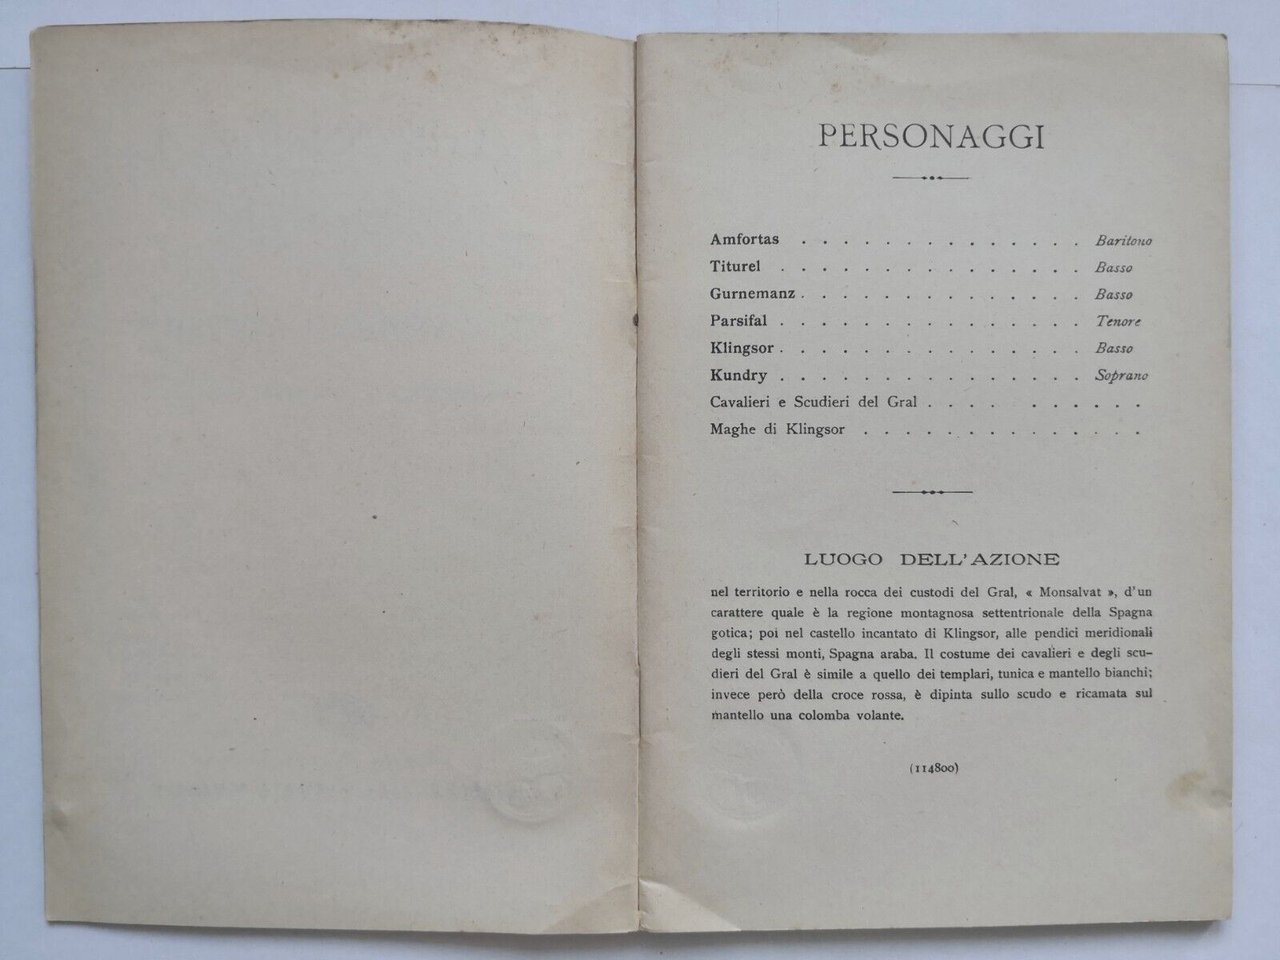 PERSONAGGI
Amfortas . . . . . . . . . . . . . . Baritono
Titurel . . . . . . . . . . . . . . . Basso
Gurnemanz . . . . . . . . . . . . . . Basso
Parsifal . . . . . . . . . . . . . . . Tenore
Klingsor . . . . . . . . . . . . . . . Basso
Kundry . . . . . . . . . . . . . . . Soprano
Cavalieri e Scudieri del Gral . . . . . . . . . .
Maghe di Klingsor . . . . . . . . . . . . . .
LUOGO DELL'AZIONE
nel territorio e nella rocca dei custodi del Gral, « Monsalvat », d'un
carattere quale è la regione montagnosa settentrionale della Spagna
gotica; poi nel castello incantato di Klingsor, alle pendici meridionali
degli stessi monti, Spagna araba. Il costume dei cavalieri e degli scu-
dieri del Gral è simile a quello dei templari, tunica e mantello bianchi;
invece però della croce rossa, è dipinta sullo scudo e ricamata sul
mantello una colomba volante.
(114800)